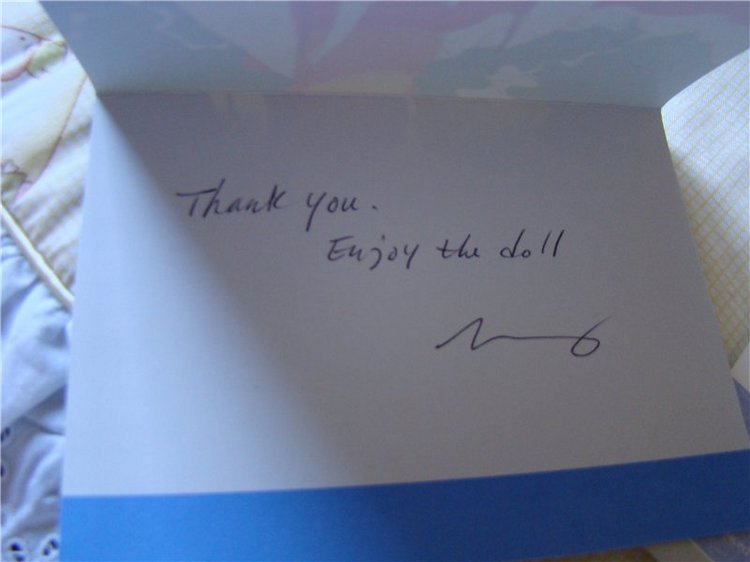 Thank you.
Enjoy the doll